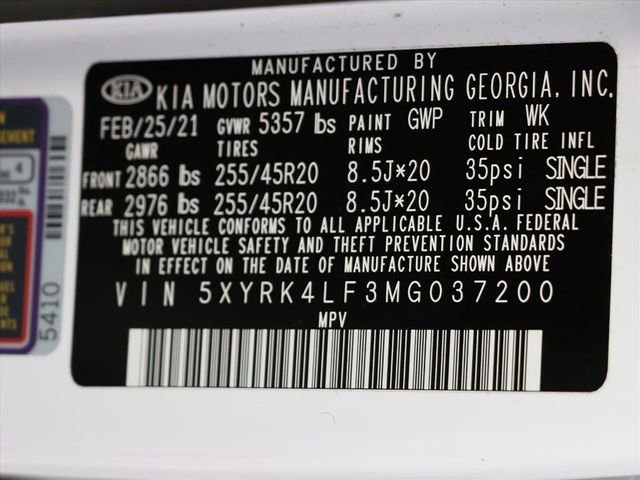 MANUFACTURED BY
KIA KIA MOTORS MANUFACTURING GEORGIA, INC.
FEB/25/21 GVWR 5357 lbs PAINT GWP TRIM WK
GAWR TIRES RIMS COLD TIRE INFL
FRONT 2866 lbs 255/45R20 8.5J*20 35psi SINGLE
REAR 2976 lbs 255/45R20 8.5J*20 35psi SINGLE
THIS VEHICLE CONFORMS TO ALL APPLICABLE U.S.A. FEDERAL
MOTOR VEHICLE SAFETY AND THEFT PREVENTION STANDARDS
IN EFFECT ON THE DATE OF MANUFACTURE SHOWN ABOVE
VIN 5XYRK4LF3MG037200
MPV
5410